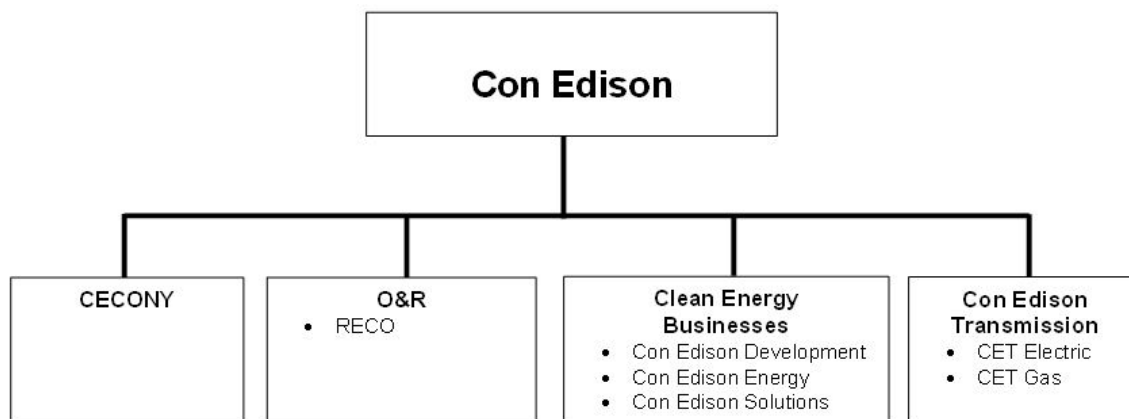 Con Edison
CECONY
O&R
• RECO
Clean Energy
Businesses
• Con Edison Development
• Con Edison Energy
• Con Edison Solutions
Con Edison
Transmission
• CET Electric
• CET Gas